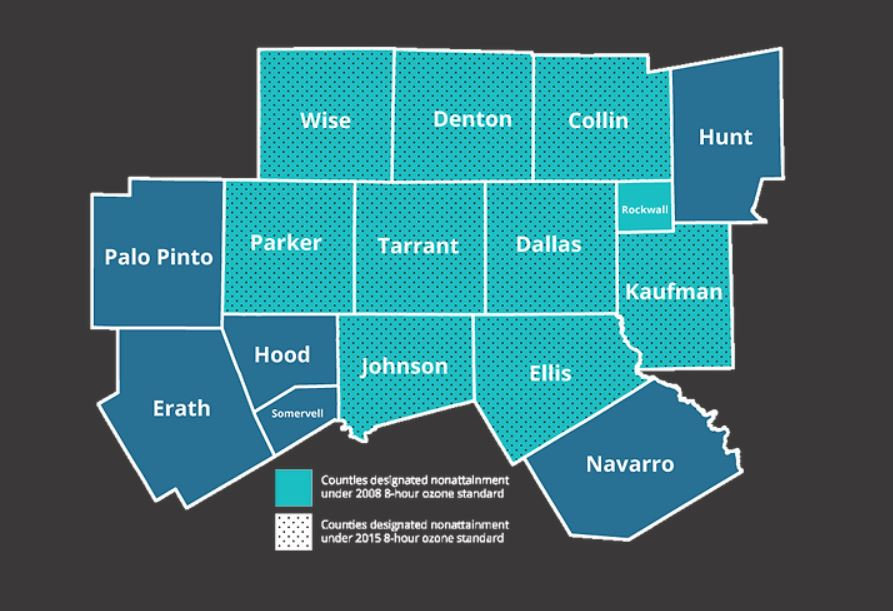 Wise
Denton
Collin
Hunt
Rockwall
Palo Pinto
Parker
Tarrant
Dallas
Kaufman
Hood
Johnson
Ellis
Erath
Somervell
Navarro
Counties designated nonattainment
under 2008 8-hour ozone standard
Counties designated nonattainment
under 2015 8-hour ozone standard